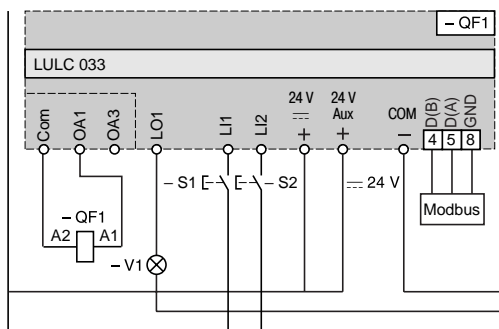 – QF1
LULC 033
Com
OA1
OA3
LO1
LI1
LI2
24 V
+
24 V
Aux
+
COM
–
D(B)
D(A)
GND
4 5 8
– S1
– S2
24 V
Modbus
– QF1
A2 A1
– V1